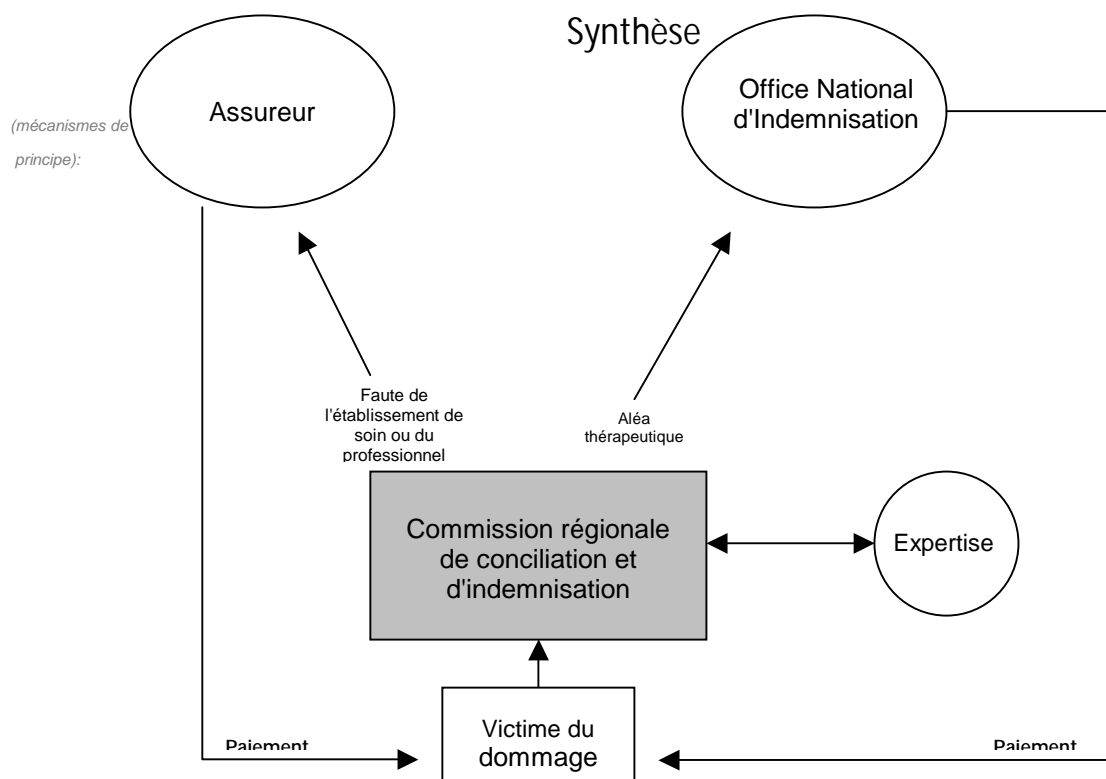 Synthèse
(mécanismes de
principe):
Assureur
Office National
d'Indemnisation
Faute de
l'établissement de
soin ou du
professionnel
Aléa
thérapeutique
Commission régionale
de conciliation et
d'indemnisation
Expertise
Victime du
dommage
Paiement
Paiement